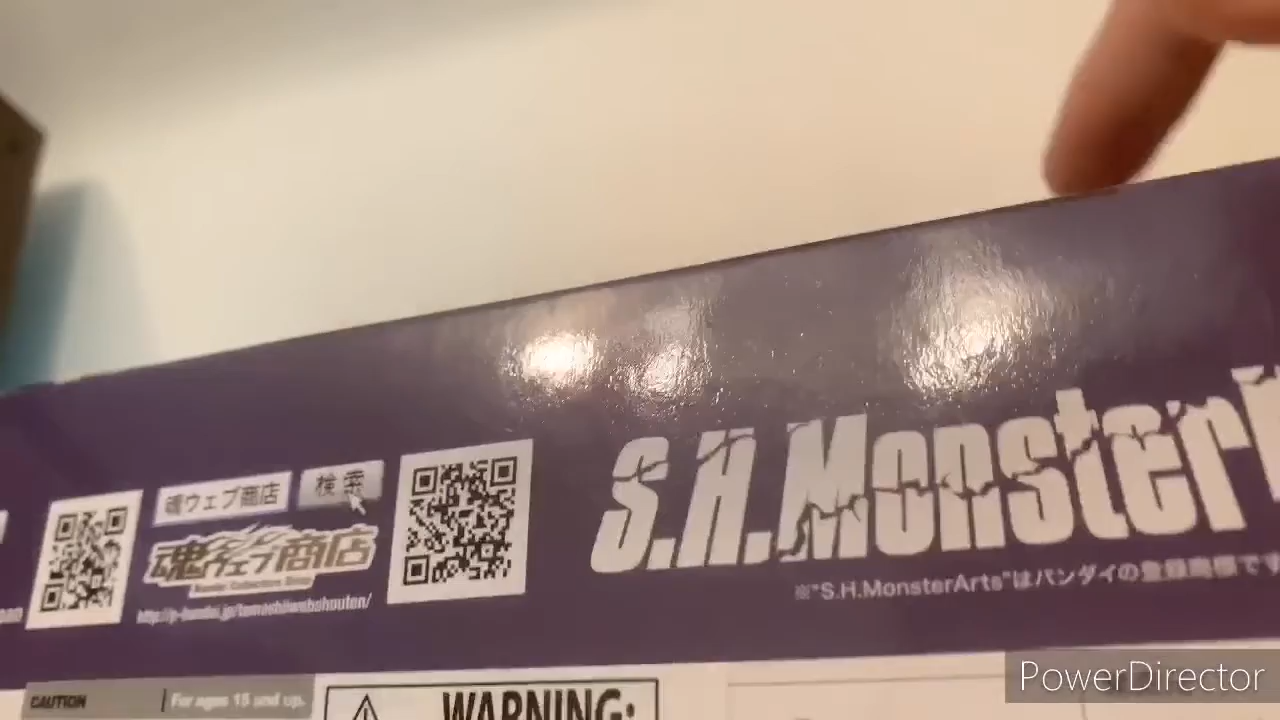 魂ウェブ商店 検索
魂ウェブ商店
http://p-bandai.jp/tamashiiwebshouten/
S.H.Monster
※"S.H.MonsterArts"はバンダイの登録商標です
CAUTION For ages 15 and up.
WARNING:
PowerDirector